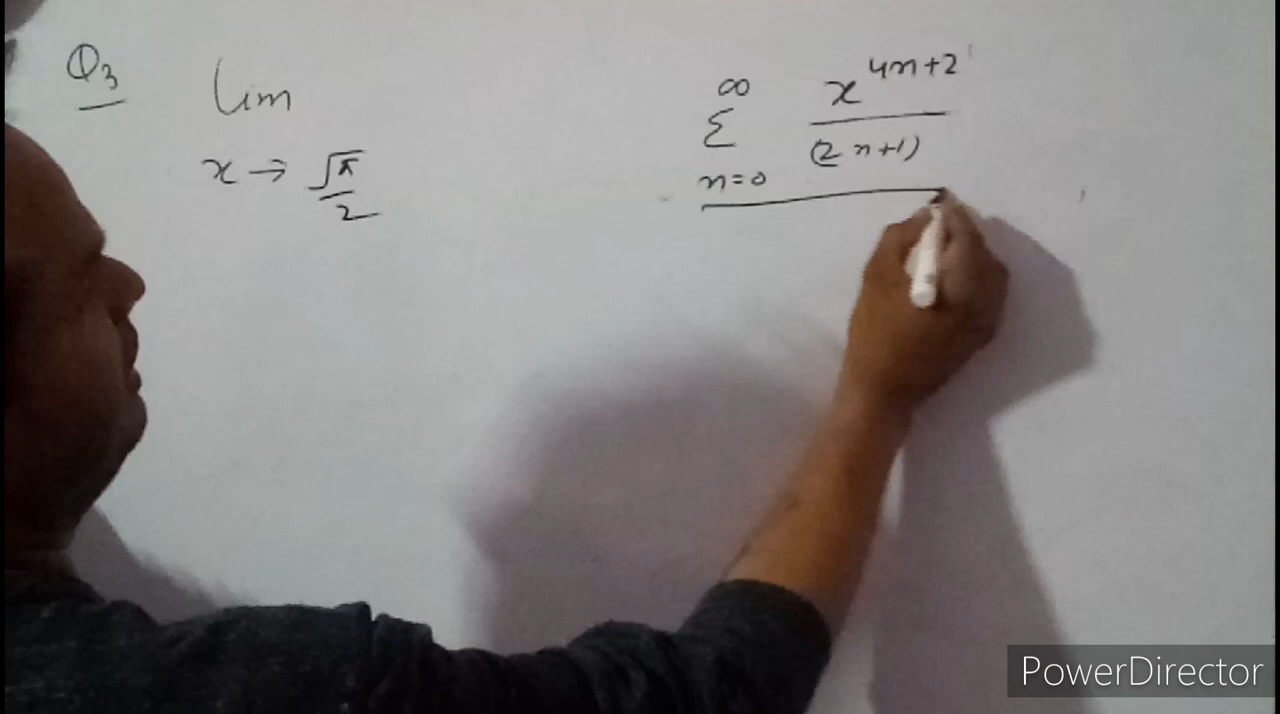 Q3 lim x → √π/2 ∞ Σ n=0 x^4n+2 / (2n+1)
PowerDirector